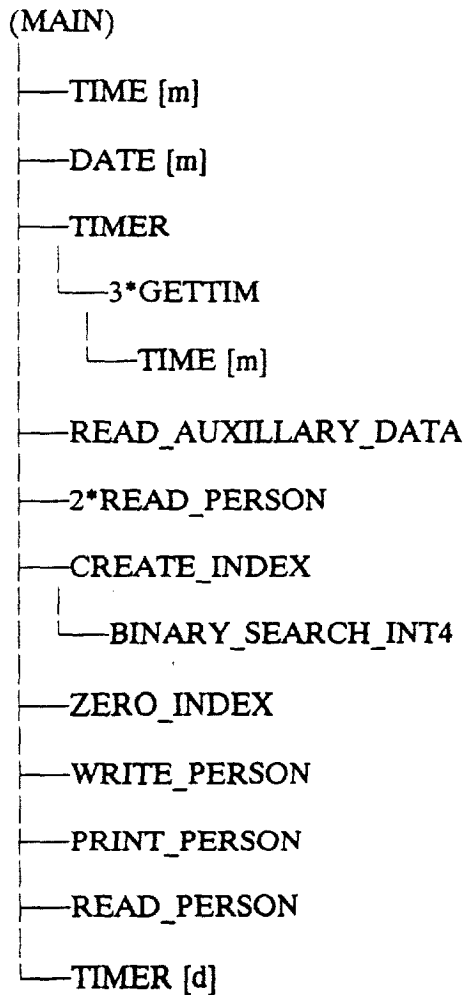 (MAIN)
TIME [m]
DATE [m]
TIMER
3*GETTIM
TIME [m]
READ_AUXILLARY_DATA
2*READ_PERSON
CREATE_INDEX
BINARY_SEARCH_INT4
ZERO_INDEX
WRITE_PERSON
PRINT_PERSON
READ_PERSON
TIMER [d]